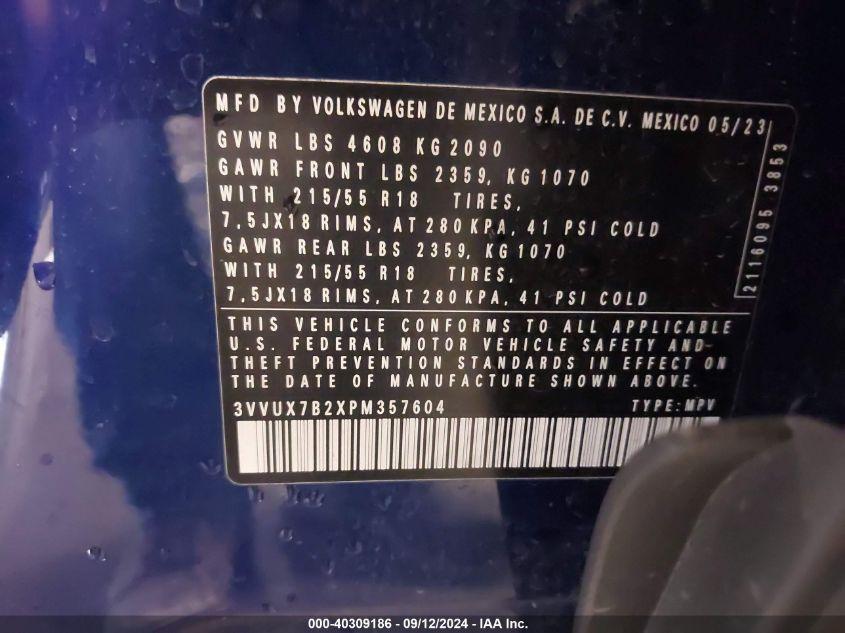 MFD BY VOLKSWAGEN DE MEXICO S.A. DE C.V. MEXICO 05/23
GVWR LBS 4608 KG 2090
GAWR FRONT LBS 2359, KG 1070
WITH 215/55 R18 TIRES,
7,5JX18 RIMS, AT 280 KPA, 41 PSI COLD
GAWR REAR LBS 2359, KG 1070
WITH 215/55 R18 TIRES,
7,5JX18 RIMS, AT 280 KPA, 41 PSI COLD
2116095 3853
THIS VEHICLE CONFORMS TO ALL APPLICABLE
U.S. FEDERAL MOTOR VEHICLE SAFETY AND
THEFT PREVENTION STANDARDS IN EFFECT ON
THE DATE OF MANUFACTURE SHOWN ABOVE.
3VVUX7B2XPM357604 TYPE: MPV
000-40309186 - 09/12/2024 - IAA Inc.